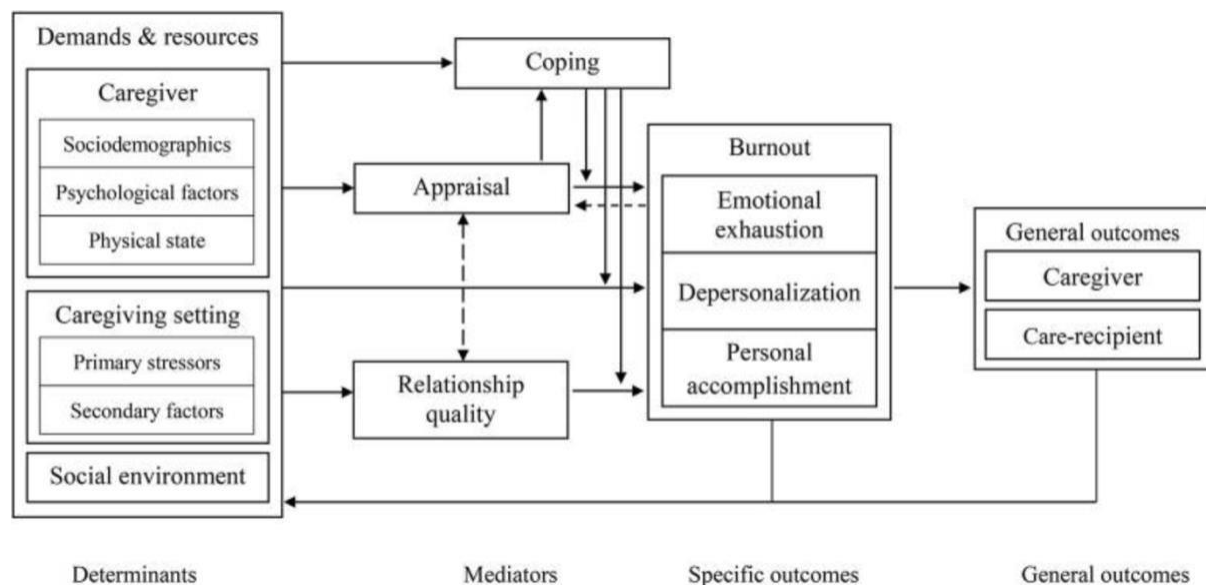 Demands & resources
Caregiver
Sociodemographics
Psychological factors
Physical state
Caregiving setting
Primary stressors
Secondary factors
Social environment
Coping
Appraisal
Relationship
quality
Burnout
Emotional
exhaustion
Depersonalization
Personal
accomplishment
General outcomes
Caregiver
Care-recipient
Determinants
Mediators
Specific outcomes
General outcomes